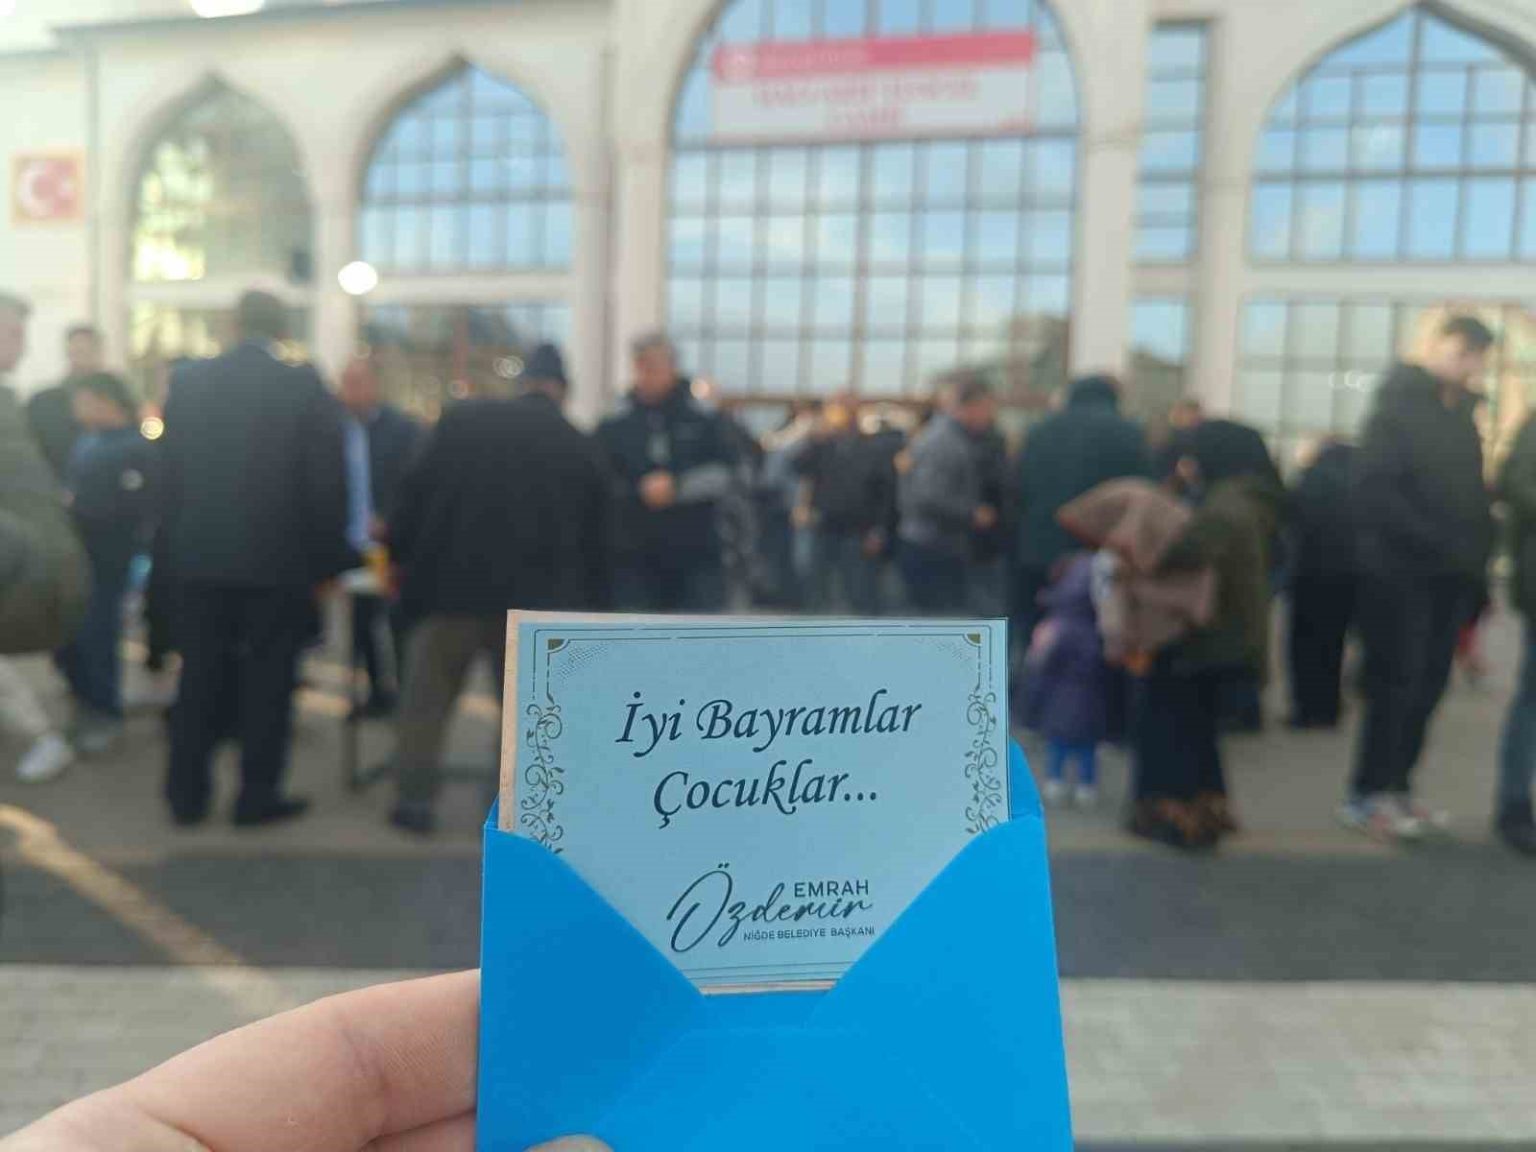 İyi Bayramlar
Çocuklar...
EMRAH
Özdemir
NİĞDE BELEDİYE BAŞKANI